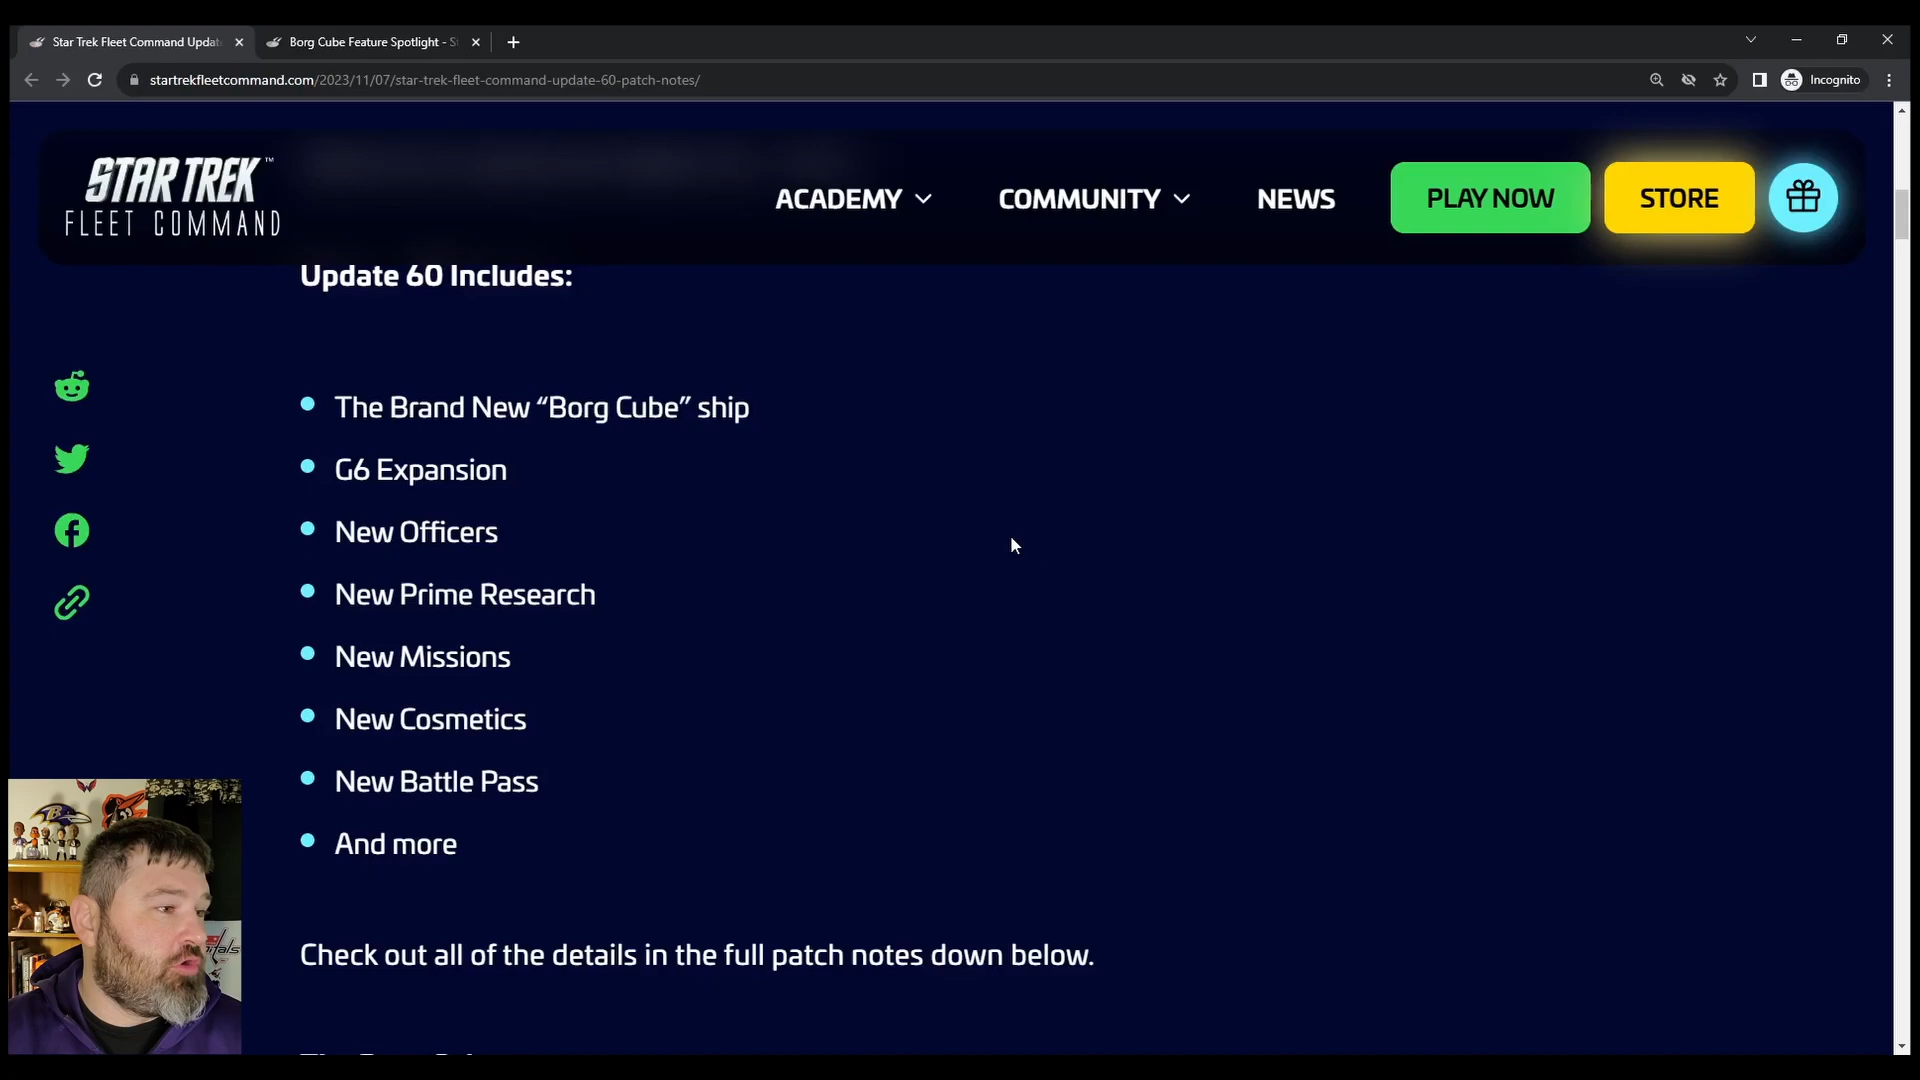 Star Trek Fleet Command Updat
Borg Cube Feature Spotlight - S
startrekfleetcommand.com/2023/11/07/star-trek-fleet-command-update-60-patch-notes/
Incognito
STAR TREK™
FLEET COMMAND
ACADEMY
COMMUNITY
NEWS
PLAY NOW
STORE
Update 60 Includes:
The Brand New “Borg Cube” ship
G6 Expansion
New Officers
New Prime Research
New Missions
New Cosmetics
New Battle Pass
And more
Check out all of the details in the full patch notes down below.